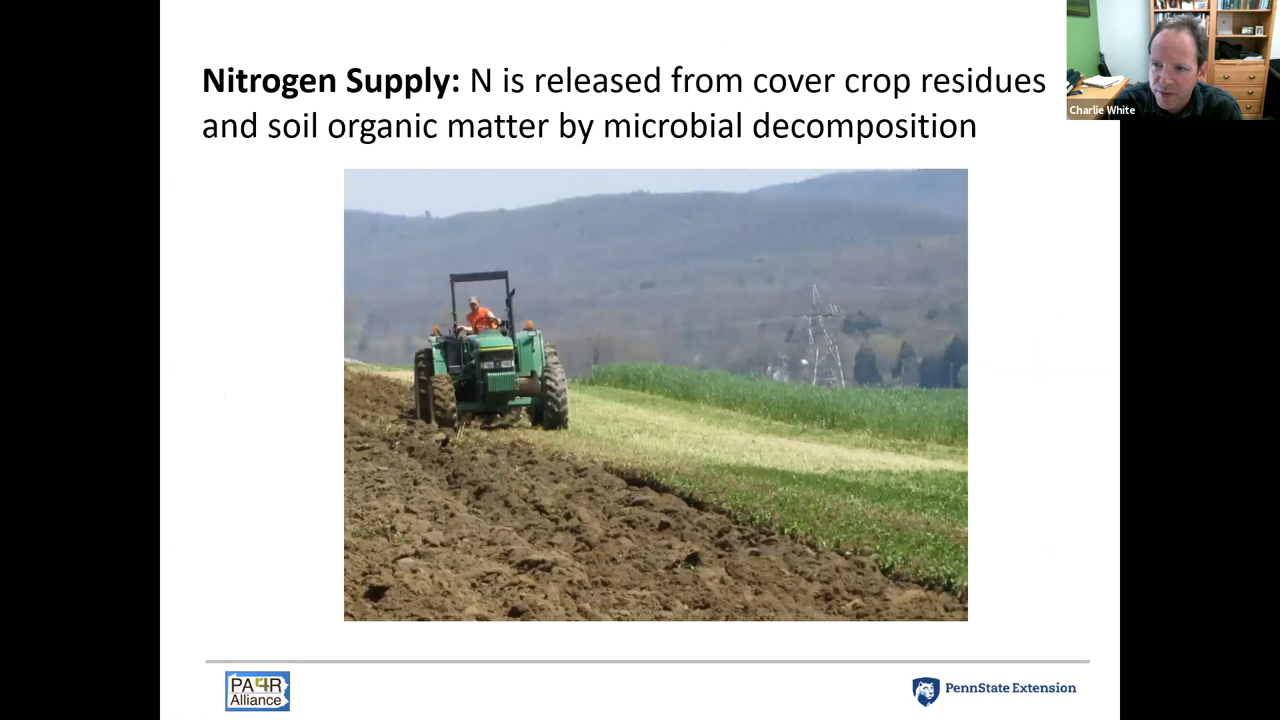 Nitrogen Supply: N is released from cover crop residues
and soil organic matter by microbial decomposition
Charlie White
PA4R
Alliance
PennState Extension